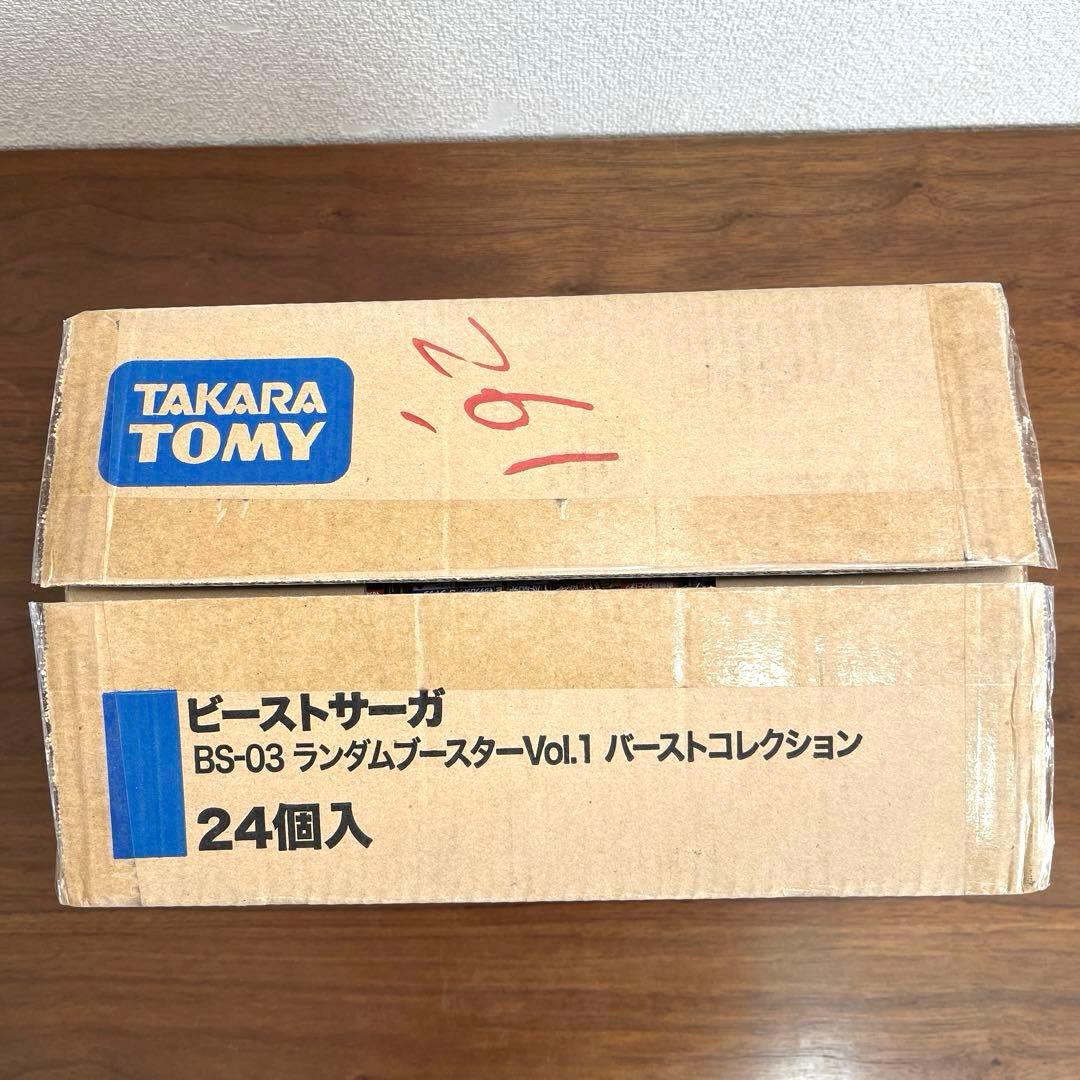 TAKARA
TOMY
ビーストサーガ
BS-03 ランダムブースターVol.1 バーストコレクション
24個入